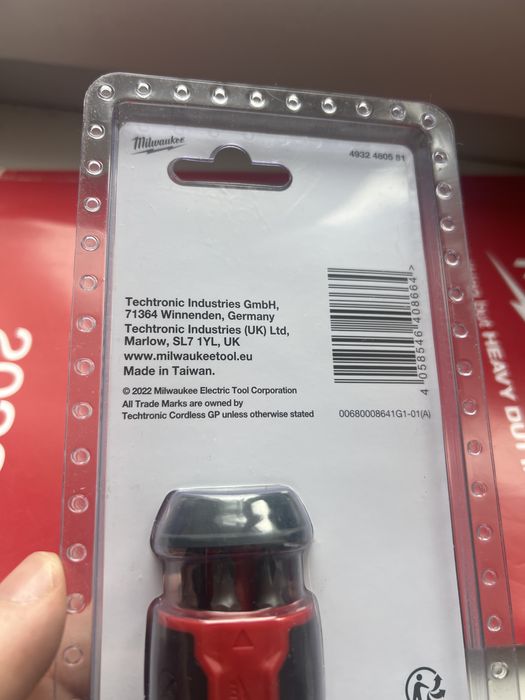 Milwaukee
4932 4805 81
Techtronic Industries GmbH,
71364 Winnenden, Germany
Techtronic Industries (UK) Ltd,
Marlow, SL7 1YL, UK
www.milwaukeetool.eu
Made in Taiwan.
© 2022 Milwaukee Electric Tool Corporation
All Trade Marks are owned by
Techtronic Cordless GP unless otherwise stated
4 058546 408664 >
00680008641G1-01(A)
HEAVY DUT